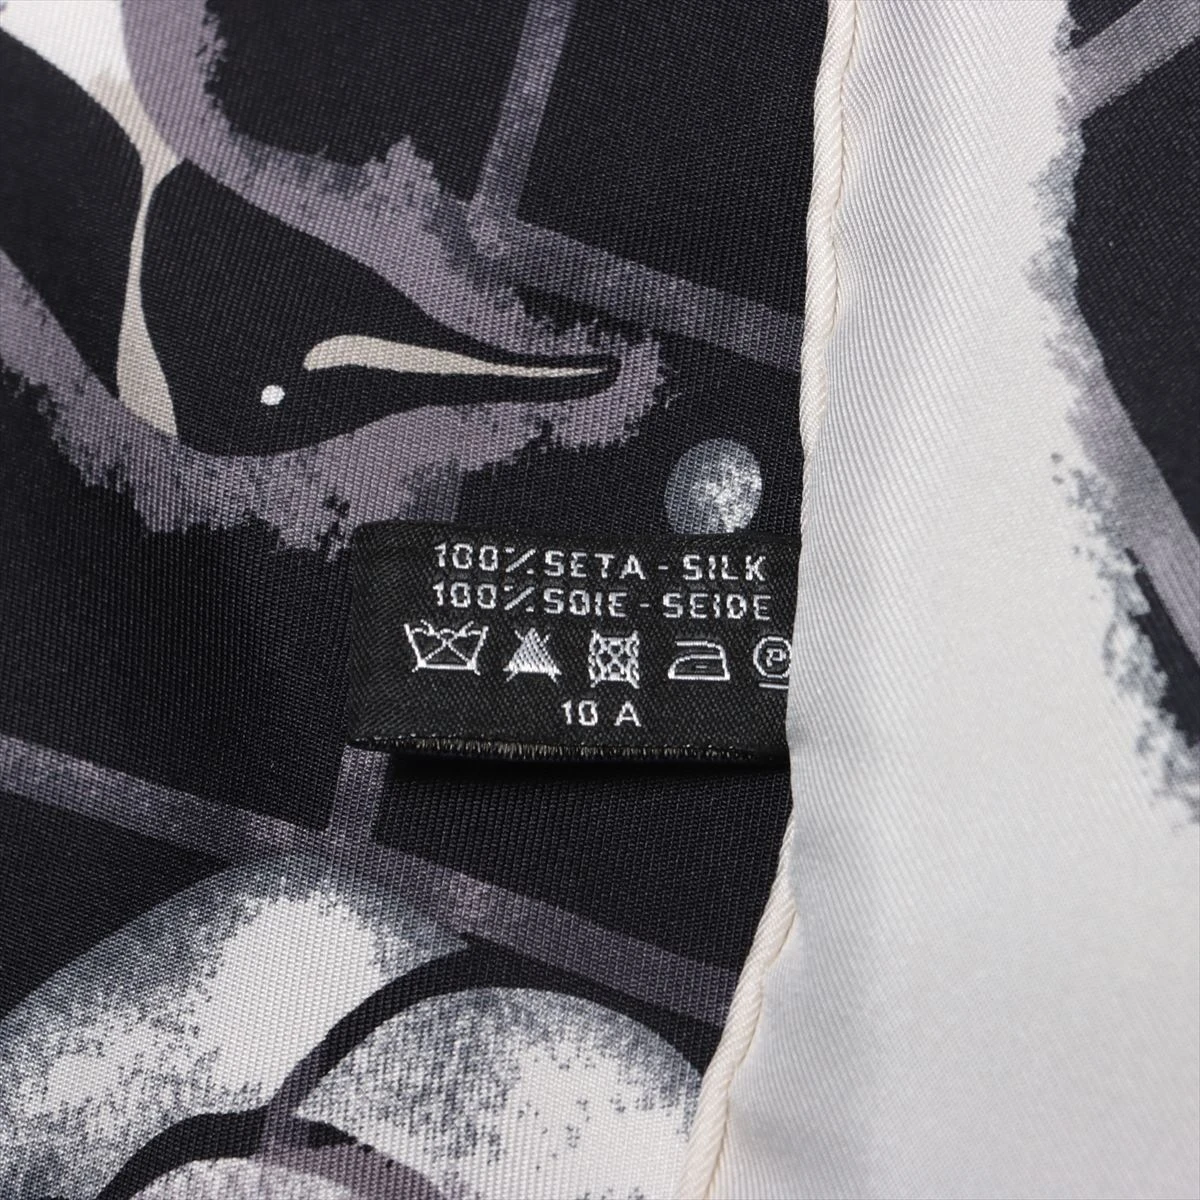 100% SETA - SILK
100% SOIE - SEIDE
P
10 A